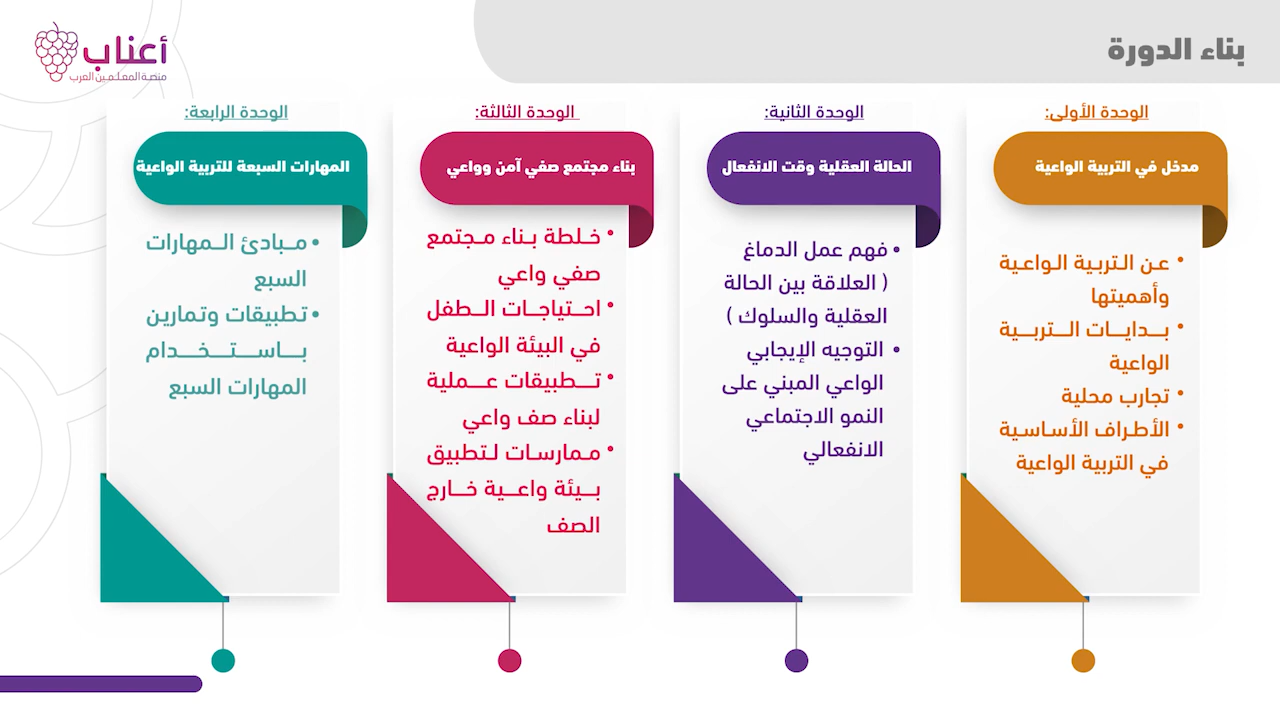 بناء الدورة
أعناب
منصة المعلمين العرب
الوحدة الأولى:
مدخل في التربية الواعية
• عن التربية الواعية
وأهميتها
• بدايات التربية
الواعية
• تجارب محلية
• الأطراف الأساسية
في التربية الواعية
الوحدة الثانية:
الحالة العقلية وقت الانفعال
• فهم عمل الدماغ
( العلاقة بين الحالة
العقلية والسلوك )
• التوجيه الإيجابي
الواعي المبني على
النمو الاجتماعي
الانفعالي
الوحدة الثالثة:
بناء مجتمع صفي آمن وواعي
• خلطة بناء مجتمع
صفي واعي
• احتياجات الطفل
في البيئة الواعية
• تطبيقات عملية
لبناء صف واعي
• ممارسات لتطبيق
بيئة واعية خارج
الصف
الوحدة الرابعة:
المهارات السبعة للتربية الواعية
• مبادئ المهارات
السبع
• تطبيقات وتمارين
باستخدام
المهارات السبع